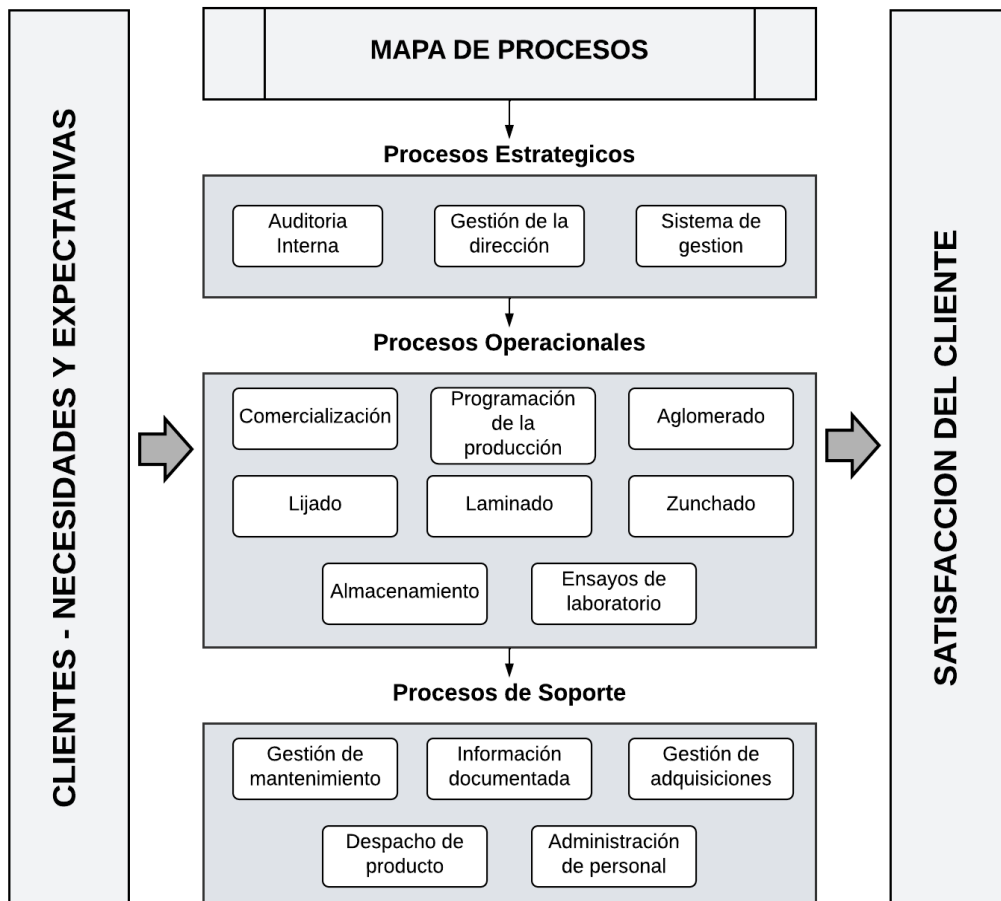 CLIENTES - NECESIDADES Y EXPECTATIVAS
MAPA DE PROCESOS
Procesos Estrategicos
Auditoria
Interna
Gestión de la
dirección
Sistema de
gestion
Procesos Operacionales
Comercialización
Programación
de la
producción
Aglomerado
Lijado
Laminado
Zunchado
Almacenamiento
Ensayos de
laboratorio
Procesos de Soporte
Gestión de
mantenimiento
Información
documentada
Gestión de
adquisiciones
Despacho de
producto
Administración
de personal
SATISFACCION DEL CLIENTE